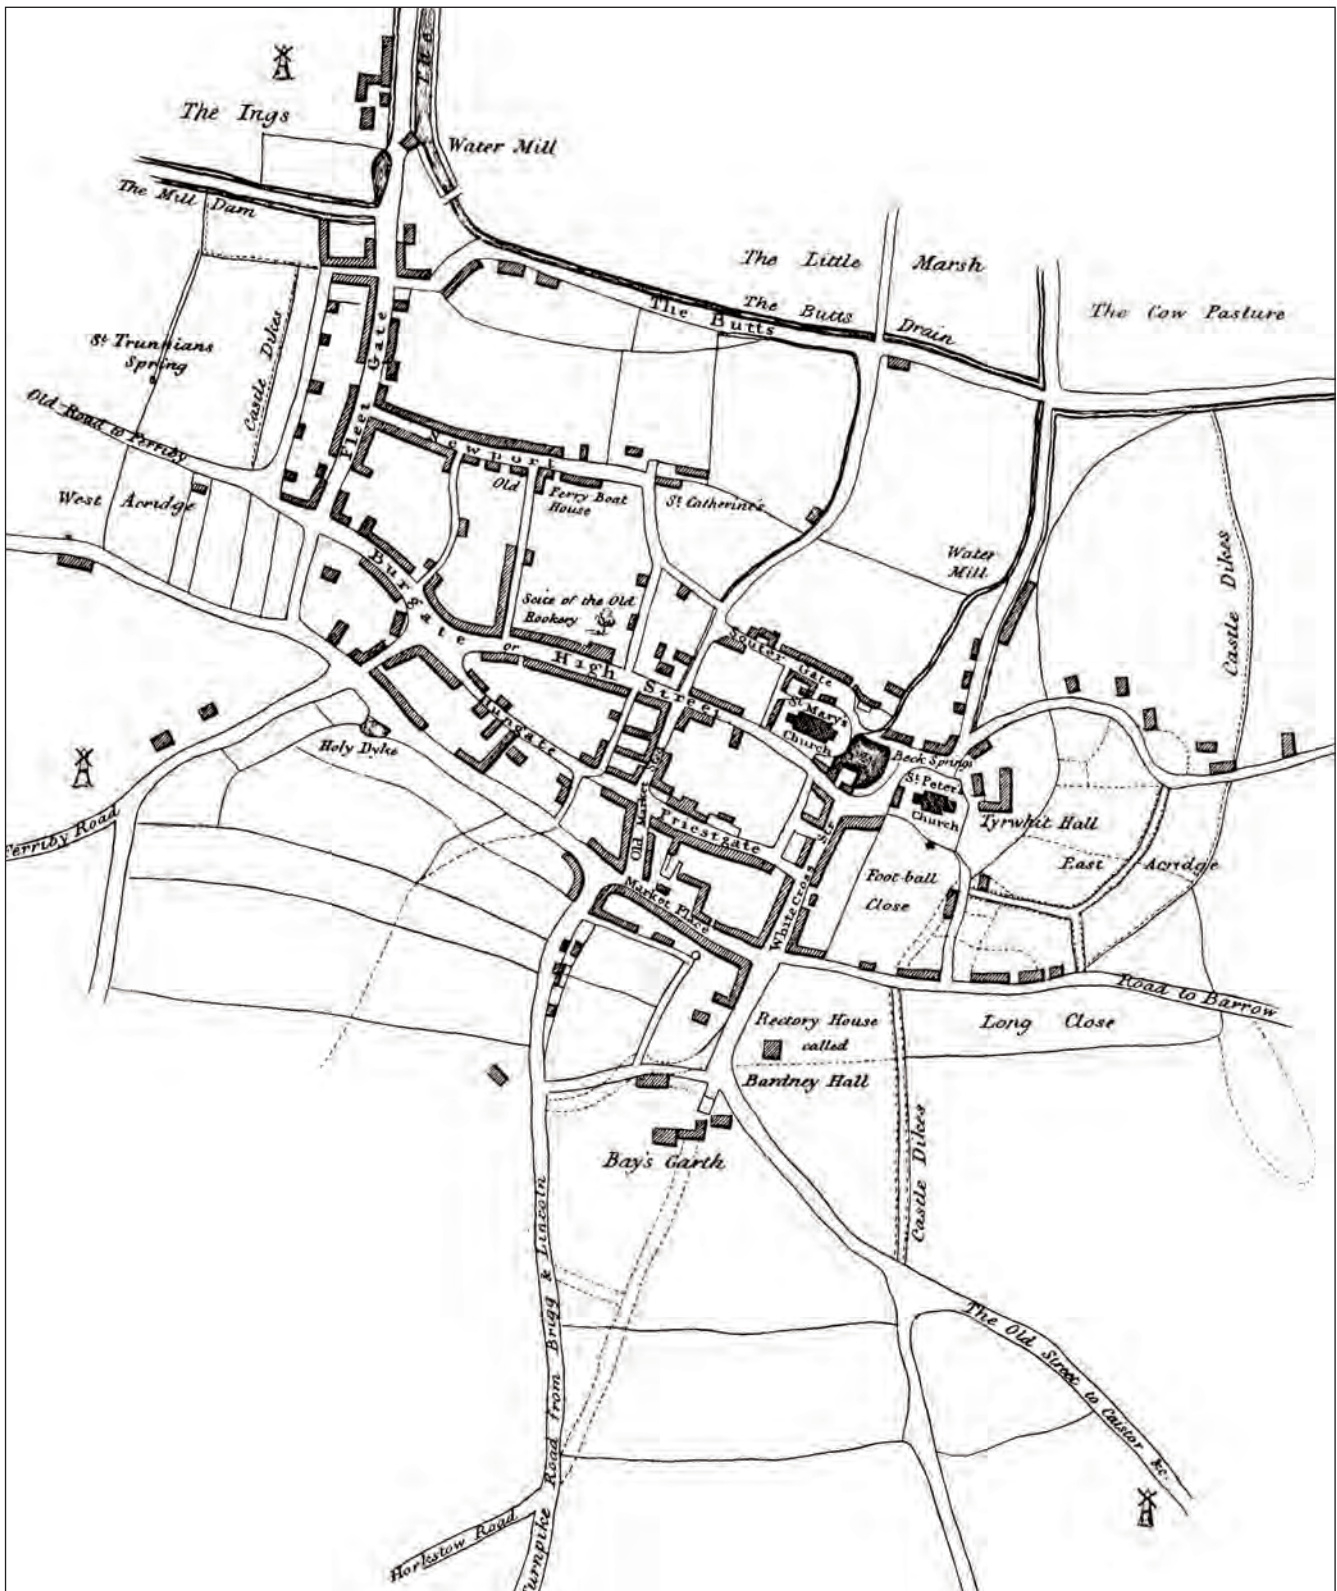 The Ings
THE
Water Mill
The Mill Dam
The Little Marsh
The Butts Drain
The Butts
The Cow Pasture
St Trunnians
Spring
Castle Dikes
Fleet Gate
Old Road to Ferriby
Newport
West Acridge
Old Ferry Boat
House
St Catherine's
Water
Mill
Castle Dikes
Burgate or High Street
Scite of the Old
Rookery
Souter Gate
St Mary's
Church
Beck Springs
St Peter's
Church
Tyrwhit Hall
East Acridge
Holy Dyke
Old Market
Priestgate
Market Place
White Cross St
Foot-ball
Close
Ferriby Road
Road to Barrow
Rectory House
called
Bardney Hall
Long Close
Bay's Garth
Castle Dikes
The Old Street to Caistor &c.
Turnpike Road from Brigg & Lincoln
Horkstow Road